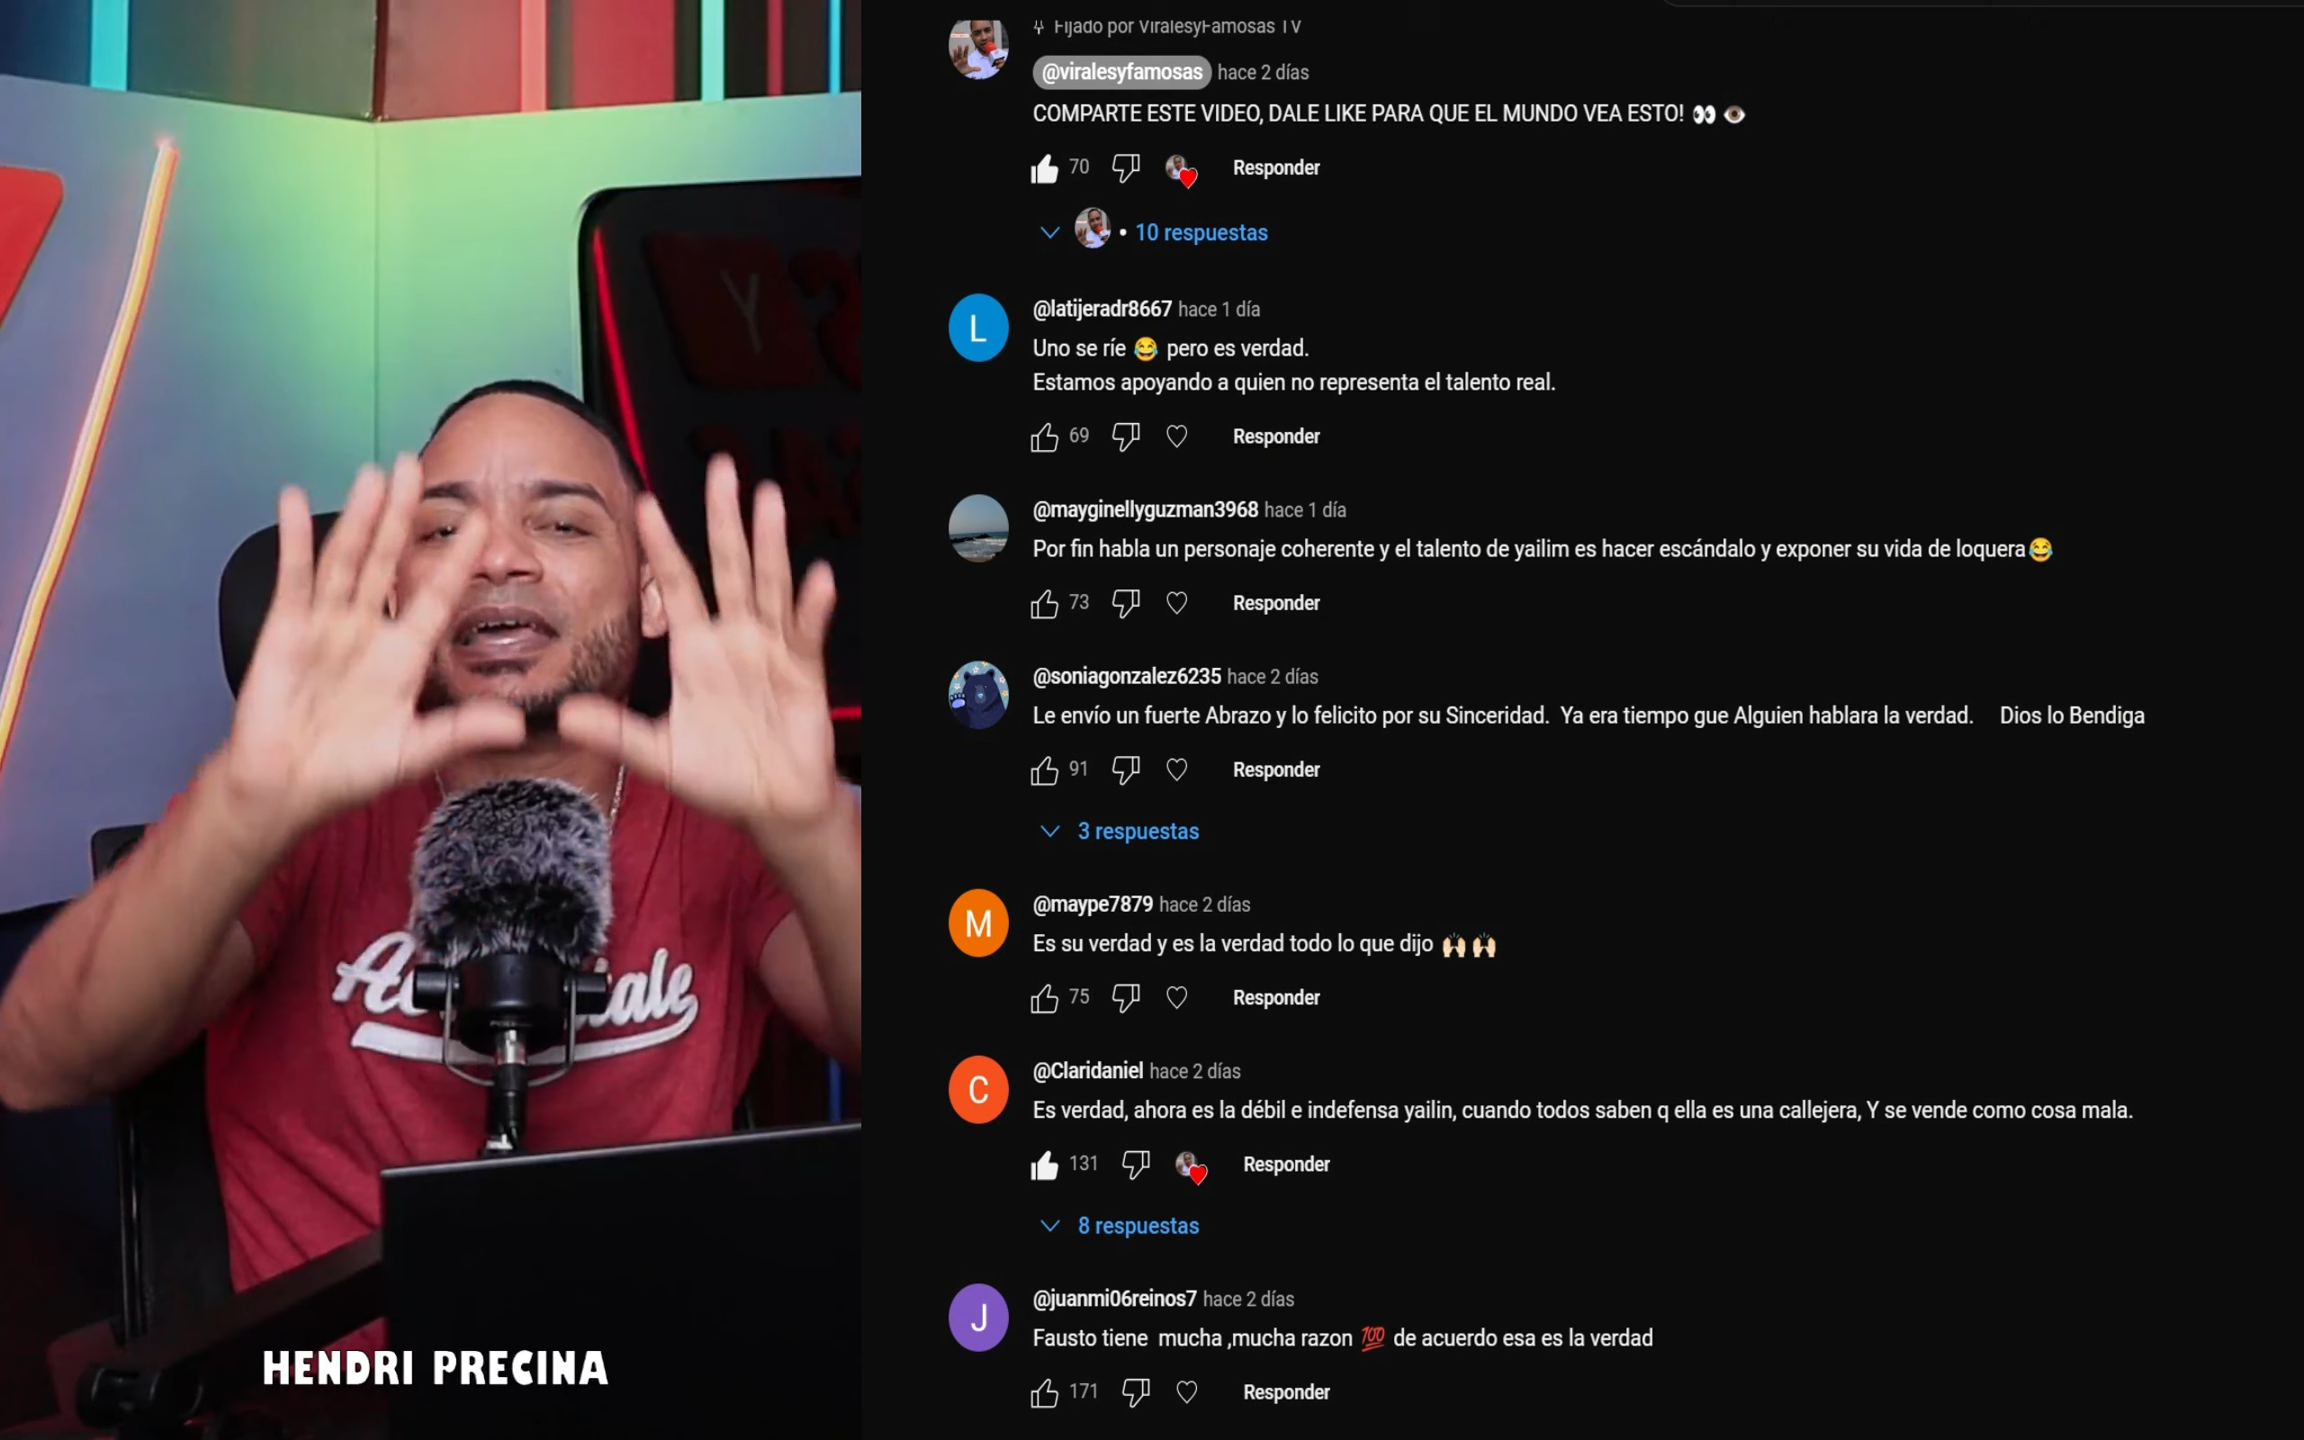 Fijado por ViralesyFamosas TV
@viralesyfamosas hace 2 días
COMPARTE ESTE VIDEO, DALE LIKE PARA QUE EL MUNDO VEA ESTO! 👀 👁
70 Responder
• 10 respuestas
L
@latijeradr8667 hace 1 día
Uno se ríe 😂 pero es verdad.
Estamos apoyando a quien no representa el talento real.
69 Responder
@mayginellyguzman3968 hace 1 día
Por fin habla un personaje coherente y el talento de yailim es hacer escándalo y exponer su vida de loquera😂
73 Responder
@soniagonzalez6235 hace 2 días
Le envío un fuerte Abrazo y lo felicito por su Sinceridad. Ya era tiempo gue Alguien hablara la verdad. Dios lo Bendiga
91 Responder
3 respuestas
M
@maype7879 hace 2 días
Es su verdad y es la verdad todo lo que dijo 🙌🏻🙌🏻
75 Responder
C
@Claridaniel hace 2 días
Es verdad, ahora es la débil e indefensa yailin, cuando todos saben q ella es una callejera, Y se vende como cosa mala.
131 Responder
8 respuestas
J
@juanmi06reinos7 hace 2 días
Fausto tiene mucha ,mucha razon 💯 de acuerdo esa es la verdad
171 Responder
Y
HENDRI PRECINA